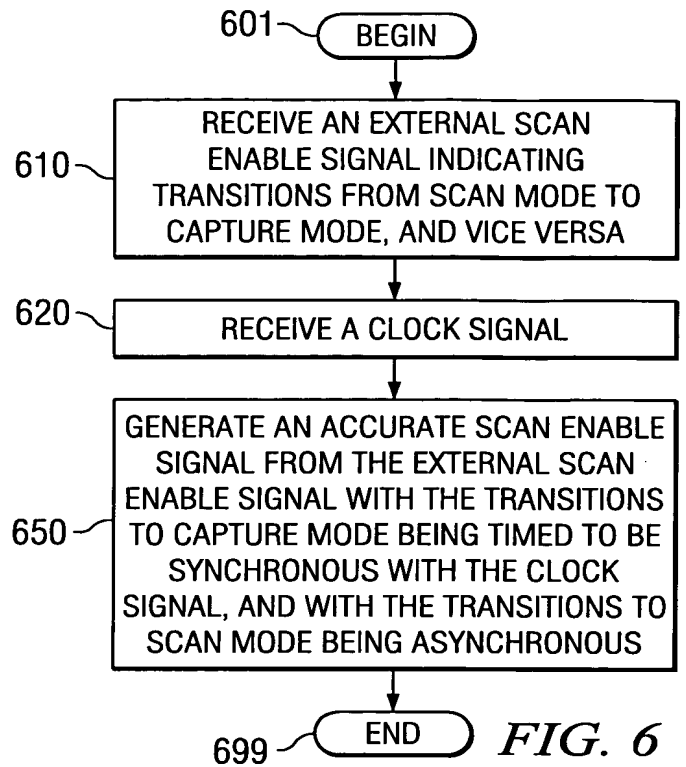 601
BEGIN
610
RECEIVE AN EXTERNAL SCAN
ENABLE SIGNAL INDICATING
TRANSITIONS FROM SCAN MODE TO
CAPTURE MODE, AND VICE VERSA
620
RECEIVE A CLOCK SIGNAL
650
GENERATE AN ACCURATE SCAN ENABLE
SIGNAL FROM THE EXTERNAL SCAN
ENABLE SIGNAL WITH THE TRANSITIONS
TO CAPTURE MODE BEING TIMED TO BE
SYNCHRONOUS WITH THE CLOCK
SIGNAL, AND WITH THE TRANSITIONS TO
SCAN MODE BEING ASYNCHRONOUS
699
END
FIG. 6